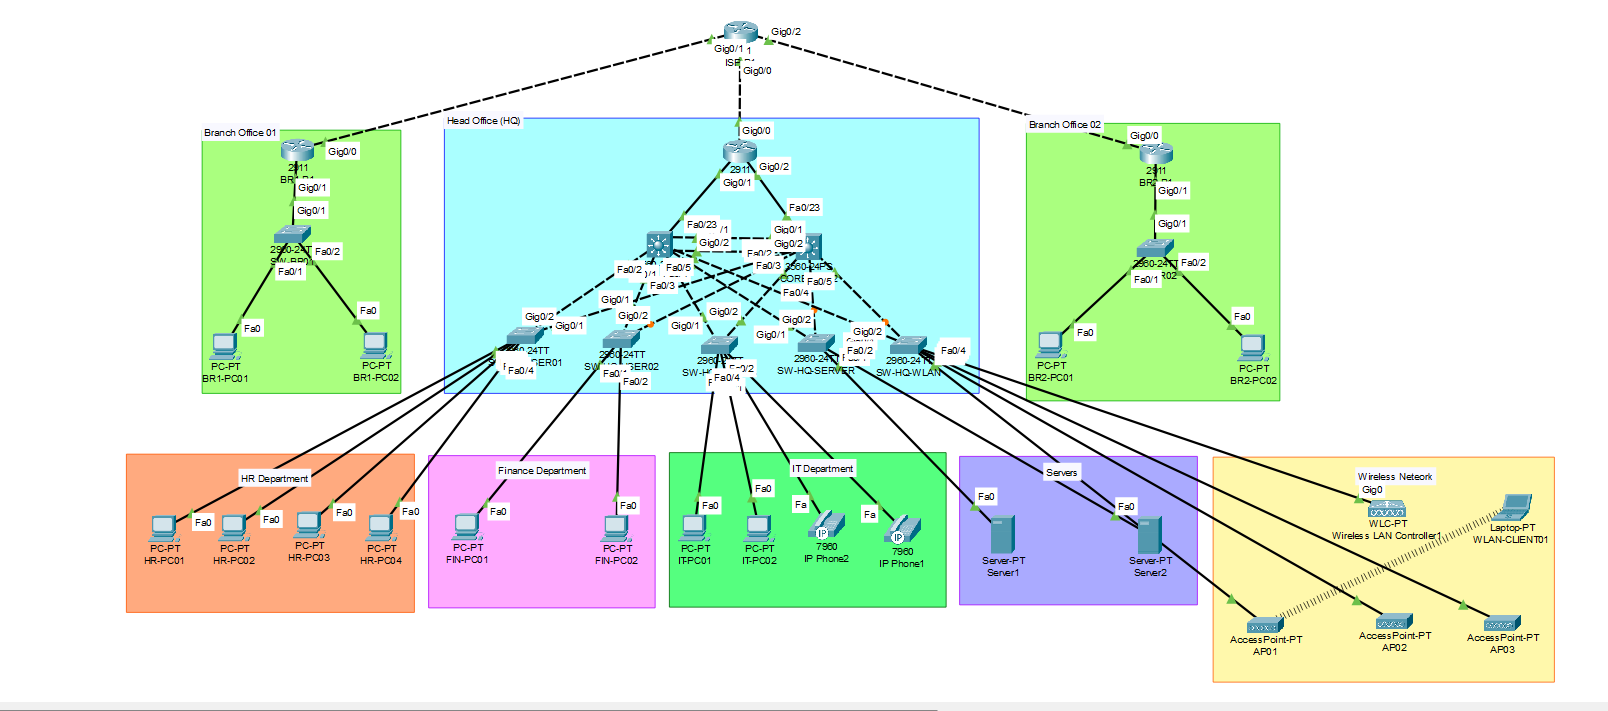 Gig0/2
Gig0/1
1
Gig0/0
Head Office (HQ)
Branch Office 01
Branch Office 02
Gig0/0
Gig0/0
Gig0/0
2911
2911
2911
Gig0/2
Gig0/1
Gig0/1
Gig0/1
Gig0/1
Gig0/1
Fa0/23
Fa0/23
/1
Gig0/1
Gig0/2
Gig0/2
Fa0/2
Fa0/3
Fa0/2
Fa0/5
Fa0/3
Fa0/5
Fa0/4
Fa0/2
Fa0/1
Fa0/2
Fa0/1
Gig0/1
Gig0/2
Gig0/1
Gig0/2
Gig0/1
Gig0/2
Gig0/1
Gig0/2
Gig0/2
Fa0/2
Fa0/4
SW-HQ-SERVER
SW-HQ-WLAN
Fa0/4
Fa0/2
Fa0/4
Fa0
Fa0
Fa0
Fa0
PC-PT
BR1-PC01
PC-PT
BR1-PC02
PC-PT
BR2-PC01
PC-PT
BR2-PC02
HR Department
Finance Department
IT Department
Servers
Wireless Network
Fa0
Fa0
Fa0
Fa0
Fa0
Fa0
Fa0
Fa0
Fa
Fa
Fa0
Fa0
Gig0
PC-PT
HR-PC01
PC-PT
HR-PC02
PC-PT
HR-PC03
PC-PT
HR-PC04
PC-PT
FIN-PC01
PC-PT
FIN-PC02
PC-PT
ITPC01
PC-PT
IT-PC02
7960
IP Phone2
7960
IP Phone1
Server-PT
Server1
Server-PT
Server2
WLC-PT
Wireless LAN Controller1
Laptop-PT
WLAN-CLIENT01
AccessPoint-PT
AP01
AccessPoint-PT
AP02
AccessPoint-PT
AP03